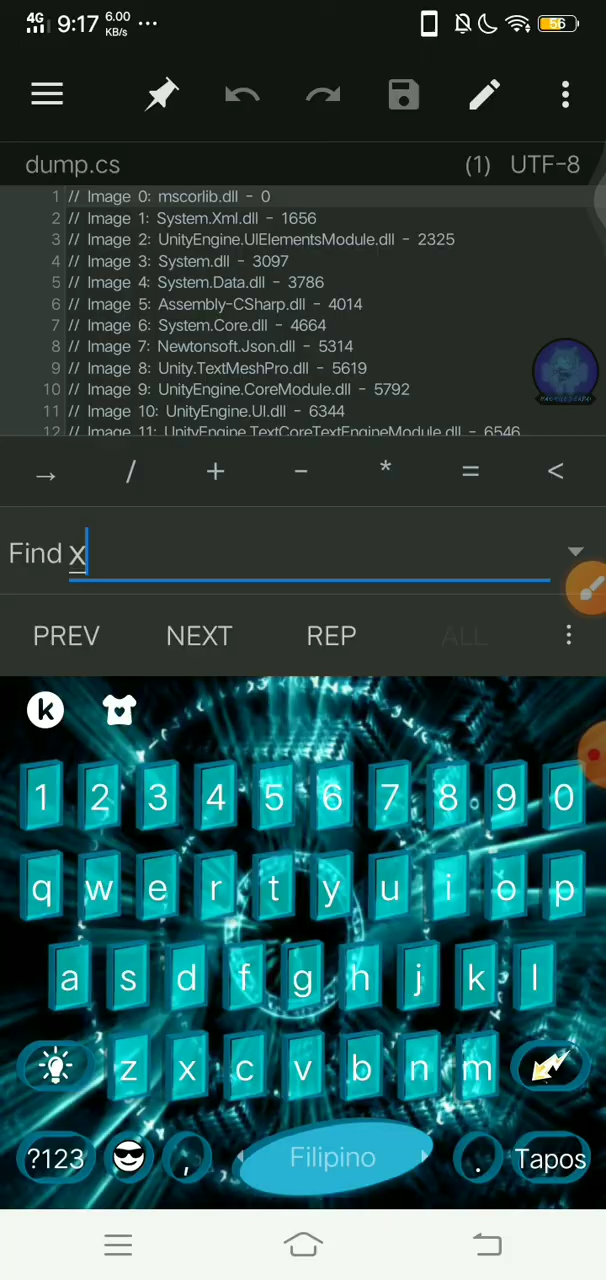 4G 9:17 6.00 KB/s ... 56
dump.cs (1) UTF-8
1 // Image 0: mscorlib.dll - 0
2 // Image 1: System.Xml.dll - 1656
3 // Image 2: UnityEngine.UIElementsModule.dll - 2325
4 // Image 3: System.dll - 3097
5 // Image 4: System.Data.dll - 3786
6 // Image 5: Assembly-CSharp.dll - 4014
7 // Image 6: System.Core.dll - 4664
8 // Image 7: Newtonsoft.Json.dll - 5314
9 // Image 8: Unity.TextMeshPro.dll - 5619
10 // Image 9: UnityEngine.CoreModule.dll - 5792
11 // Image 10: UnityEngine.UI.dll - 6344
12 // Image 11: UnityEngine.TextCoreTextEngineModule.dll - 6546
→ / + - * = <
Find x
PREV NEXT REP ALL
k
1 2 3 4 5 6 7 8 9 0
q w e r t y u i o p
a s d f g h j k l
z x c v b n m
?123 , Filipino . Tapos